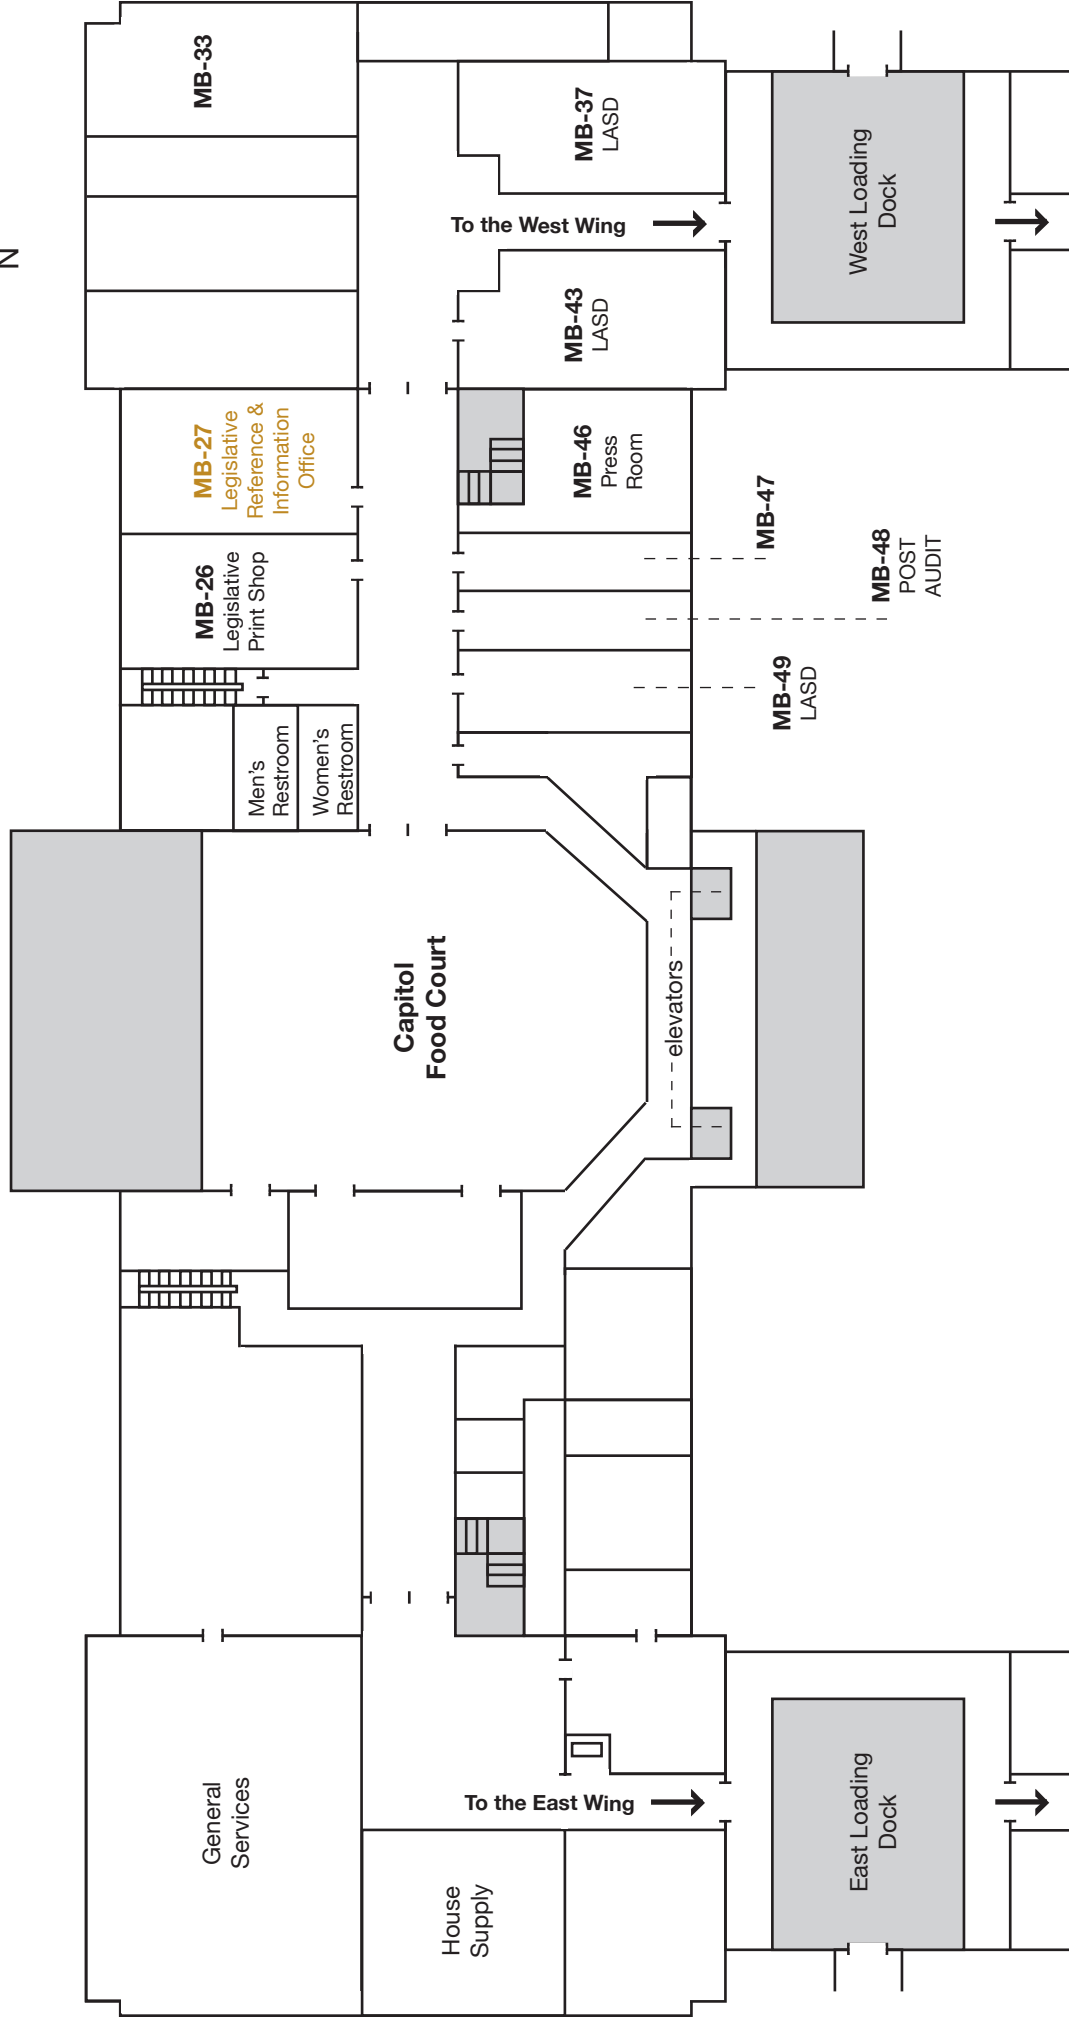 N
MB-33
MB-37
LASD
To the West Wing
West Loading
Dock
MB-43
LASD
MB-27
Legislative
Reference &
Information
Office
MB-46
Press
Room
MB-47
MB-48
POST
AUDIT
MB-26
Legislative
Print Shop
MB-49
LASD
Men's
Restroom
Women's
Restroom
Capitol
Food Court
elevators
General
Services
To the East Wing
East Loading
Dock
House
Supply